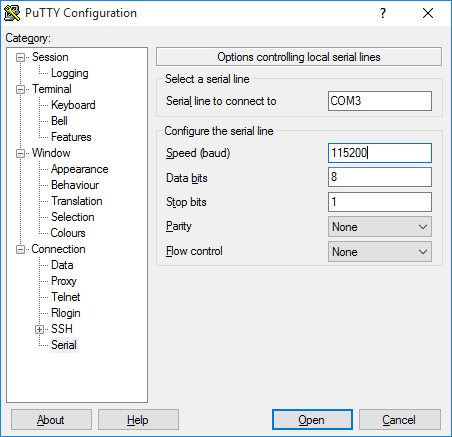 PuTTY Configuration
Category:
Session
Logging
Terminal
Keyboard
Bell
Features
Window
Appearance
Behaviour
Translation
Selection
Colours
Connection
Data
Proxy
Telnet
Rlogin
SSH
Serial
Options controlling local serial lines
Select a serial line
Serial line to connect to COM3
Configure the serial line
Speed (baud) 115200
Data bits 8
Stop bits 1
Parity None
Flow control None
About Help Open Cancel